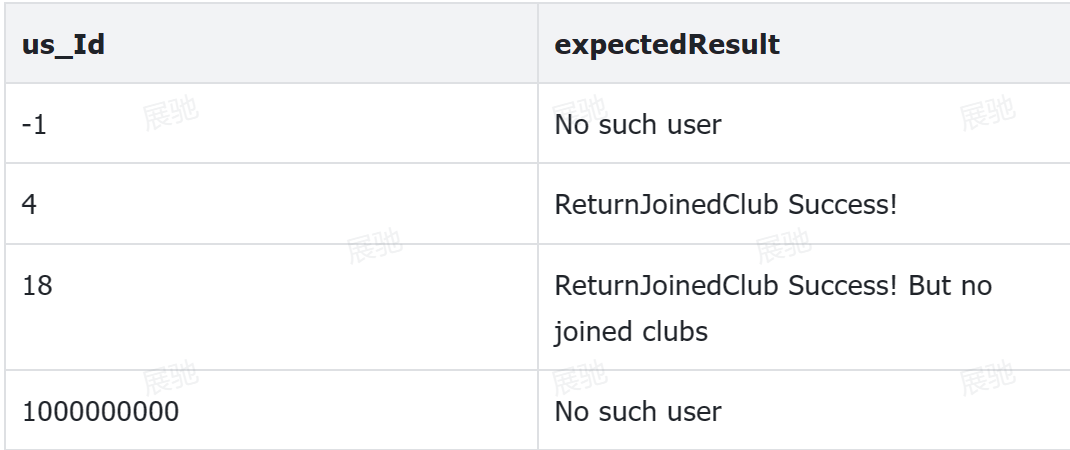 us_Id expectedResult
-1 No such user
4 ReturnJoinedClub Success!
18 ReturnJoinedClub Success! But no
joined clubs
1000000000 No such user
展驰 展驰 展驰
展驰 展驰
展驰 展驰 展驰